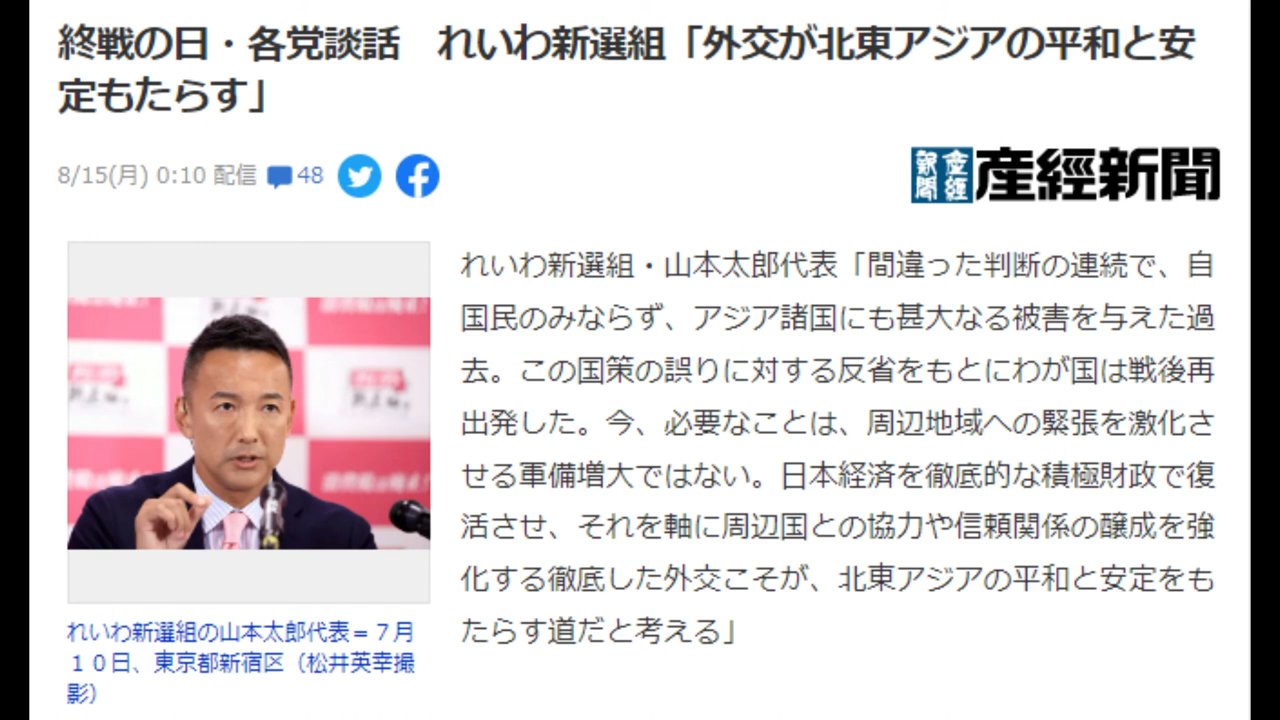 終戦の日・各党談話　れいわ新選組「外交が北東アジアの平和と安
定もたらす」
8/15(月) 0:10 配信 48
産経新聞
産經新聞
れいわ新選組・山本太郎代表「間違った判断の連続で、自
国民のみならず、アジア諸国にも甚大なる被害を与えた過
去。この国策の誤りに対する反省をもとにわが国は戦後再
出発した。今、必要なことは、周辺地域への緊張を激化さ
せる軍備増大ではない。日本経済を徹底的な積極財政で復
活させ、それを軸に周辺国との協力や信頼関係の醸成を強
化する徹底した外交こそが、北東アジアの平和と安定をも
たらす道だと考える」
れいわ新選組の山本太郎代表＝７月
１０日、東京都新宿区（松井英幸撮
影）